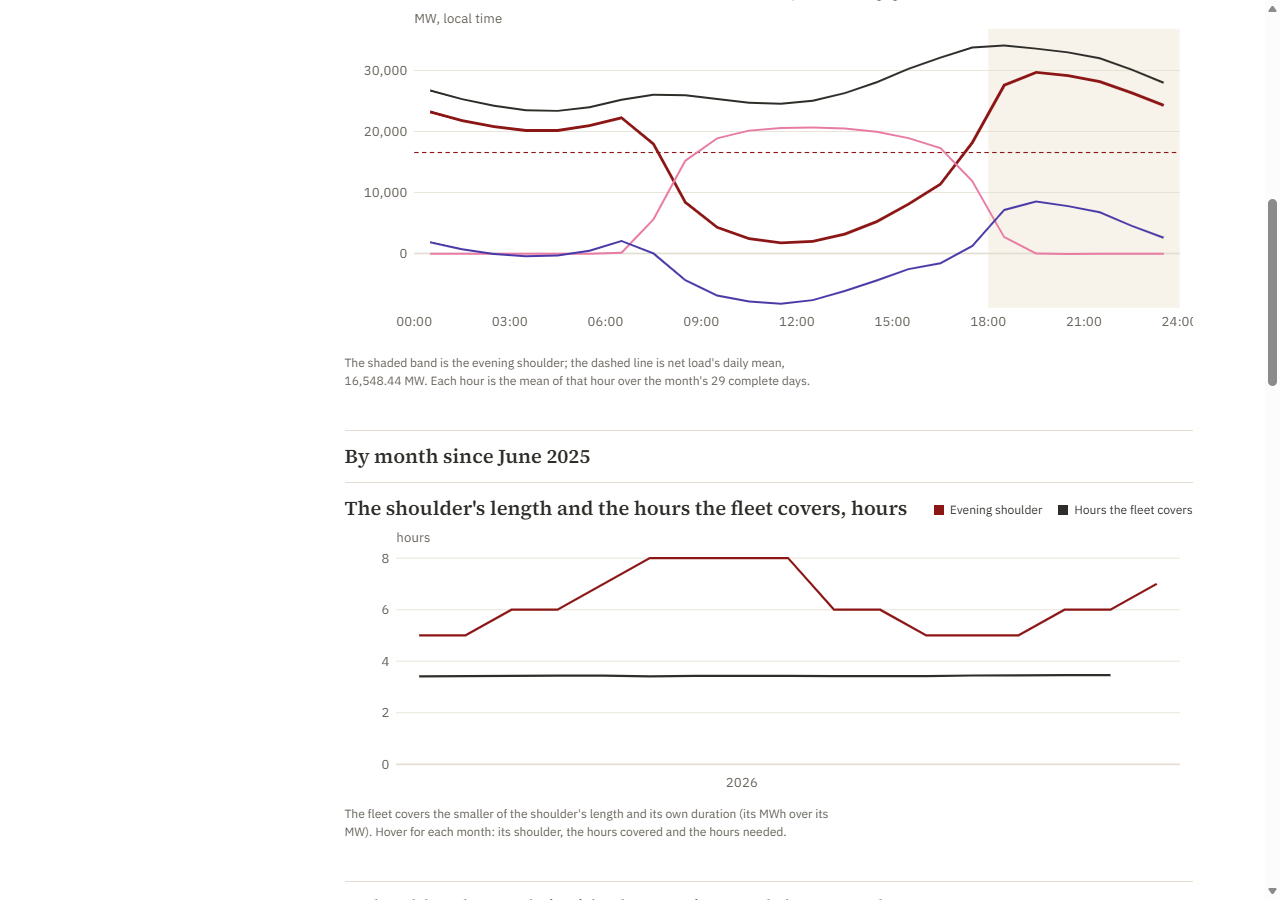 MW, local time
30,000
20,000
10,000
0
00:00 03:00 06:00 09:00 12:00 15:00 18:00 21:00 24:00
The shaded band is the evening shoulder; the dashed line is net load's daily mean,
16,548.44 MW. Each hour is the mean of that hour over the month's 29 complete days.
By month since June 2025
The shoulder's length and the hours the fleet covers, hours
Evening shoulder Hours the fleet covers
hours
8
6
4
2
0
2026
The fleet covers the smaller of the shoulder's length and its own duration (its MWh over its
MW). Hover for each month: its shoulder, the hours covered and the hours needed.